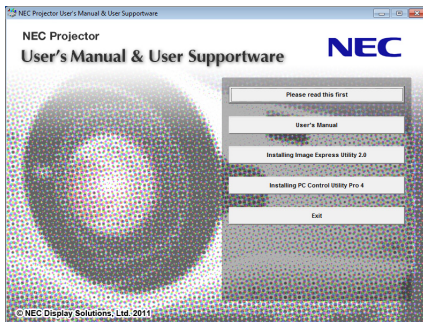 NEC Projector User's Manual & User Supportware
NEC Projector
NEC
User's Manual & User Supportware
Please read this first
User's Manual
Installing Image Express Utility 2.0
Installing PC Control Utility Pro 4
Exit
© NEC Display Solutions, Ltd. 2011